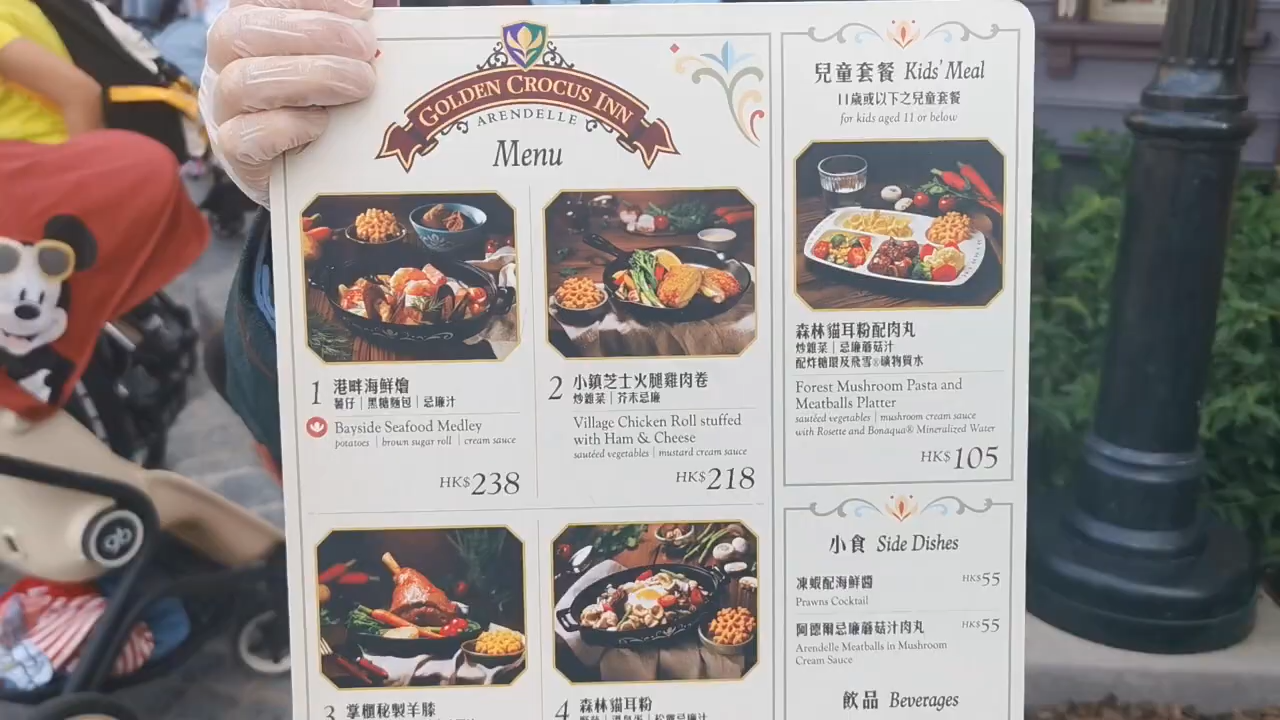 GOLDEN CROCUS INN
ARENDELLE
Menu
1 港畔海鮮燴
薯仔 | 黑糖麵包 | 忌廉汁
Bayside Seafood Medley
potatoes | brown sugar roll | cream sauce
HK$238
2 小鎮芝士火腿雞肉卷
炒雜菜 | 芥末忌廉
Village Chicken Roll stuffed
with Ham & Cheese
sautéed vegetables | mustard cream sauce
HK$218
3 掌櫃秘製羊膝
4 森林貓耳粉
兒童套餐 Kids' Meal
11歲或以下之兒童套餐
for kids aged 11 or below
森林貓耳粉配肉丸
炒雜菜 | 忌廉蘑菇汁
配炸糖環及飛雪®礦物質水
Forest Mushroom Pasta and
Meatballs Platter
sautéed vegetables | mushroom cream sauce
with Rosette and Bonaqua® Mineralized Water
HK$105
小食 Side Dishes
凍蝦配海鮮醬 HK$55
Prawns Cocktail
阿德爾忌廉蘑菇汁肉丸 HK$55
Arendelle Meatballs in Mushroom
Cream Sauce
飲品 Beverages
gb